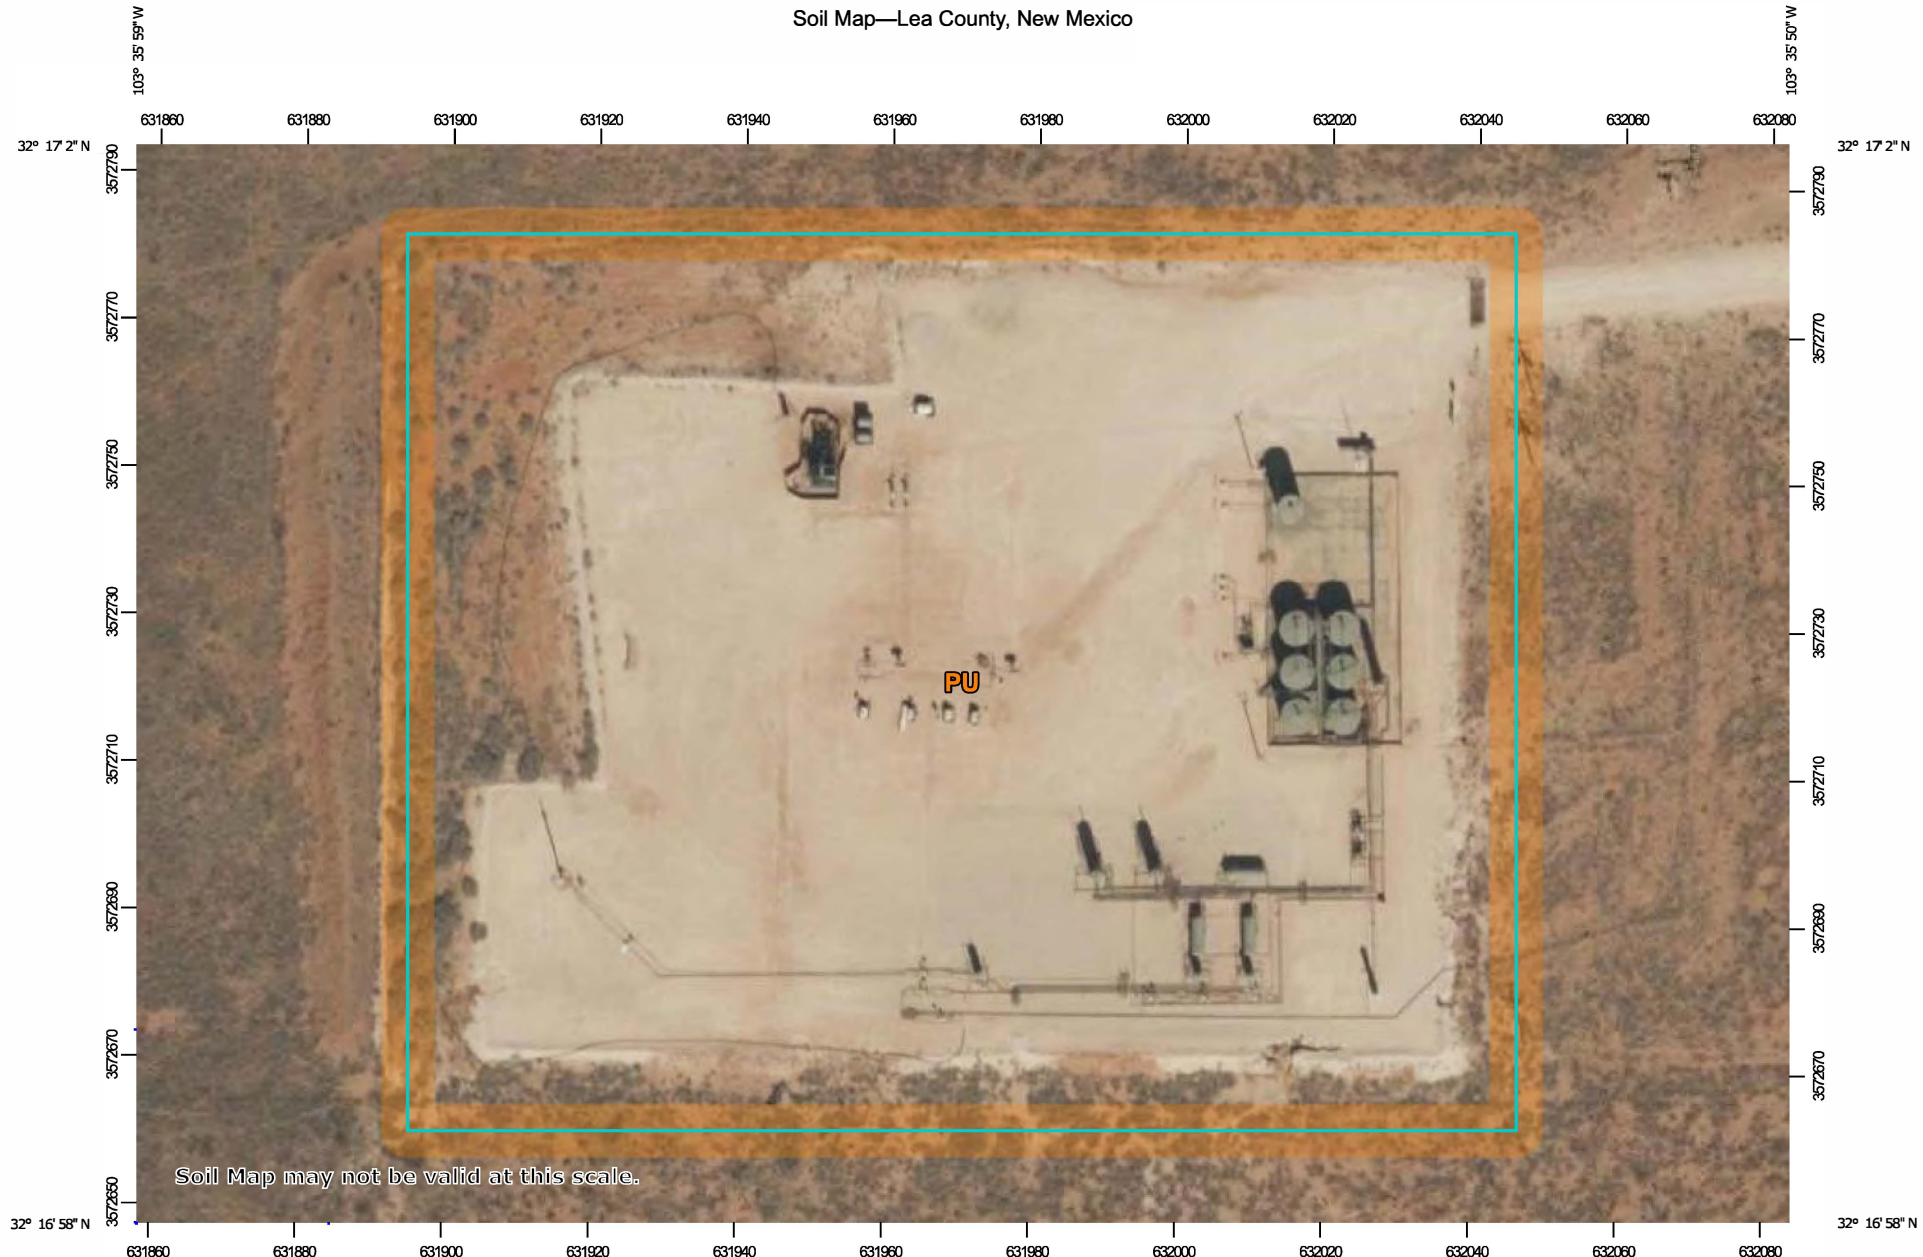 Soil Map—Lea County, New Mexico
103° 35' 59" W
103° 35' 50" W
631860 631880 631900 631920 631940 631960 631980 632000 632020 632040 632060 632080
32° 17' 2" N
32° 17' 2" N
3572790
3572790
3572770
3572770
3572750
3572750
3572730
3572730
PU
3572710
3572710
3572690
3572690
3572670
3572670
Soil Map may not be valid at this scale.
3572650
32° 16' 58" N
32° 16' 58" N
631860 631880 631900 631920 631940 631960 631980 632000 632020 632040 632060 632080